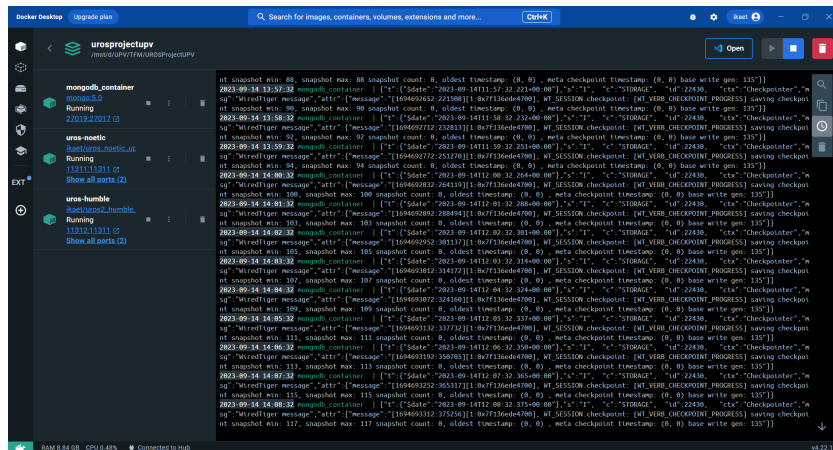 Docker Desktop Upgrade plan
Search for images, containers, volumes, extensions and more... Ctrl+K
ikaet
urosprojectupv
/mnt/d/UPV/TFM/UROSProjectUPV
Open
mongodb_container
mongo:5.0
Running
27019:27017
uros-noetic
ikaet/uros_noetic_up
Running
11311:11311
Show all ports (2)
uros-humble
ikaet/uros2_humble_
Running
11312:11311
Show all ports (2)
EXT
nt snapshot min: 88, snapshot max: 88 snapshot count: 0, oldest timestamp: (0, 0) , meta checkpoint timestamp: (0, 0) base write gen: 135"}}
2023-09-14 13:57:32 mongodb_container | {"t":{"$date":"2023-09-14T11:57:32.221+00:00"},"s":"I", "c":"STORAGE", "id":22430, "ctx":"Checkpointer","m
sg":"WiredTiger message","attr":{"message":"[1694692652:221508][1:0x7f136ede4700], WT_SESSION.checkpoint: [WT_VERB_CHECKPOINT_PROGRESS] saving checkpoi
nt snapshot min: 90, snapshot max: 90 snapshot count: 0, oldest timestamp: (0, 0) , meta checkpoint timestamp: (0, 0) base write gen: 135"}}
2023-09-14 13:58:32 mongodb_container | {"t":{"$date":"2023-09-14T11:58:32.232+00:00"},"s":"I", "c":"STORAGE", "id":22430, "ctx":"Checkpointer","m
sg":"WiredTiger message","attr":{"message":"[1694692712:232813][1:0x7f136ede4700], WT_SESSION.checkpoint: [WT_VERB_CHECKPOINT_PROGRESS] saving checkpoi
nt snapshot min: 92, snapshot max: 92 snapshot count: 0, oldest timestamp: (0, 0) , meta checkpoint timestamp: (0, 0) base write gen: 135"}}
2023-09-14 13:59:32 mongodb_container | {"t":{"$date":"2023-09-14T11:59:32.251+00:00"},"s":"I", "c":"STORAGE", "id":22430, "ctx":"Checkpointer","m
sg":"WiredTiger message","attr":{"message":"[1694692772:251270][1:0x7f136ede4700], WT_SESSION.checkpoint: [WT_VERB_CHECKPOINT_PROGRESS] saving checkpoi
nt snapshot min: 94, snapshot max: 94 snapshot count: 0, oldest timestamp: (0, 0) , meta checkpoint timestamp: (0, 0) base write gen: 135"}}
2023-09-14 14:00:32 mongodb_container | {"t":{"$date":"2023-09-14T12:00:32.264+00:00"},"s":"I", "c":"STORAGE", "id":22430, "ctx":"Checkpointer","m
sg":"WiredTiger message","attr":{"message":"[1694692832:264119][1:0x7f136ede4700], WT_SESSION.checkpoint: [WT_VERB_CHECKPOINT_PROGRESS] saving checkpoi
nt snapshot min: 100, snapshot max: 100 snapshot count: 0, oldest timestamp: (0, 0) , meta checkpoint timestamp: (0, 0) base write gen: 135"}}
2023-09-14 14:01:32 mongodb_container | {"t":{"$date":"2023-09-14T12:01:32.288+00:00"},"s":"I", "c":"STORAGE", "id":22430, "ctx":"Checkpointer","m
sg":"WiredTiger message","attr":{"message":"[1694692892:288494][1:0x7f136ede4700], WT_SESSION.checkpoint: [WT_VERB_CHECKPOINT_PROGRESS] saving checkpoi
nt snapshot min: 103, snapshot max: 103 snapshot count: 0, oldest timestamp: (0, 0) , meta checkpoint timestamp: (0, 0) base write gen: 135"}}
2023-09-14 14:02:32 mongodb_container | {"t":{"$date":"2023-09-14T12:02:32.301+00:00"},"s":"I", "c":"STORAGE", "id":22430, "ctx":"Checkpointer","m
sg":"WiredTiger message","attr":{"message":"[1694692952:301137][1:0x7f136ede4700], WT_SESSION.checkpoint: [WT_VERB_CHECKPOINT_PROGRESS] saving checkpoi
nt snapshot min: 105, snapshot max: 105 snapshot count: 0, oldest timestamp: (0, 0) , meta checkpoint timestamp: (0, 0) base write gen: 135"}}
2023-09-14 14:03:32 mongodb_container | {"t":{"$date":"2023-09-14T12:03:32.314+00:00"},"s":"I", "c":"STORAGE", "id":22430, "ctx":"Checkpointer","m
sg":"WiredTiger message","attr":{"message":"[1694693012:314172][1:0x7f136ede4700], WT_SESSION.checkpoint: [WT_VERB_CHECKPOINT_PROGRESS] saving checkpoi
nt snapshot min: 107, snapshot max: 107 snapshot count: 0, oldest timestamp: (0, 0) , meta checkpoint timestamp: (0, 0) base write gen: 135"}}
2023-09-14 14:04:32 mongodb_container | {"t":{"$date":"2023-09-14T12:04:32.324+00:00"},"s":"I", "c":"STORAGE", "id":22430, "ctx":"Checkpointer","m
sg":"WiredTiger message","attr":{"message":"[1694693072:324160][1:0x7f136ede4700], WT_SESSION.checkpoint: [WT_VERB_CHECKPOINT_PROGRESS] saving checkpoi
nt snapshot min: 109, snapshot max: 109 snapshot count: 0, oldest timestamp: (0, 0) , meta checkpoint timestamp: (0, 0) base write gen: 135"}}
2023-09-14 14:05:32 mongodb_container | {"t":{"$date":"2023-09-14T12:05:32.337+00:00"},"s":"I", "c":"STORAGE", "id":22430, "ctx":"Checkpointer","m
sg":"WiredTiger message","attr":{"message":"[1694693132:337732][1:0x7f136ede4700], WT_SESSION.checkpoint: [WT_VERB_CHECKPOINT_PROGRESS] saving checkpoi
nt snapshot min: 111, snapshot max: 111 snapshot count: 0, oldest timestamp: (0, 0) , meta checkpoint timestamp: (0, 0) base write gen: 135"}}
2023-09-14 14:06:32 mongodb_container | {"t":{"$date":"2023-09-14T12:06:32.350+00:00"},"s":"I", "c":"STORAGE", "id":22430, "ctx":"Checkpointer","m
sg":"WiredTiger message","attr":{"message":"[1694693192:350705][1:0x7f136ede4700], WT_SESSION.checkpoint: [WT_VERB_CHECKPOINT_PROGRESS] saving checkpoi
nt snapshot min: 113, snapshot max: 113 snapshot count: 0, oldest timestamp: (0, 0) , meta checkpoint timestamp: (0, 0) base write gen: 135"}}
2023-09-14 14:07:32 mongodb_container | {"t":{"$date":"2023-09-14T12:07:32.365+00:00"},"s":"I", "c":"STORAGE", "id":22430, "ctx":"Checkpointer","m
sg":"WiredTiger message","attr":{"message":"[1694693252:365317][1:0x7f136ede4700], WT_SESSION.checkpoint: [WT_VERB_CHECKPOINT_PROGRESS] saving checkpoi
nt snapshot min: 115, snapshot max: 115 snapshot count: 0, oldest timestamp: (0, 0) , meta checkpoint timestamp: (0, 0) base write gen: 135"}}
2023-09-14 14:08:32 mongodb_container | {"t":{"$date":"2023-09-14T12:08:32.375+00:00"},"s":"I", "c":"STORAGE", "id":22430, "ctx":"Checkpointer","m
sg":"WiredTiger message","attr":{"message":"[1694693312:375256][1:0x7f136ede4700], WT_SESSION.checkpoint: [WT_VERB_CHECKPOINT_PROGRESS] saving checkpoi
nt snapshot min: 117, snapshot max: 117 snapshot count: 0, oldest timestamp: (0, 0) , meta checkpoint timestamp: (0, 0) base write gen: 135"}}
RAM 8.84 GB CPU 0.48% Connected to Hub
v4.22.1